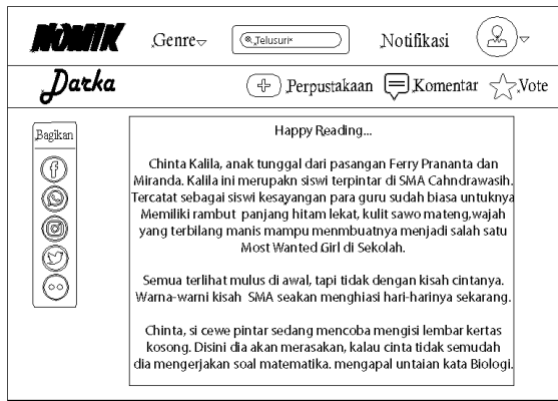 NOMIK
Genre
Telusuri
Notifikasi
Darka
Perpustakaan
Komentar
Vote
Bagikan
Happy Reading...
Chinta Kalila, anak tunggal dari pasangan Ferry Prananta dan
Miranda. Kalila ini merupakn siswi terpintar di SMA Cahndrawasih.
Tercatat sebagai siswi kesayangan para guru sudah biasa untuknya
Memiliki rambut panjang hitam lekat, kulit sawo mateng,wajah
yang terbilang manis mampu menmbuatnya menjadi salah satu
Most Wanted Girl di Sekolah.
Semua terlihat mulus di awal, tapi tidak dengan kisah cintanya.
Warna-warni kisah SMA seakan menghiasi hari-harinya sekarang.
Chinta, si cewe pintar sedang mencoba mengisi lembar kertas
kosong. Disini dia akan merasakan, kalau cinta tidak semudah
dia mengerjakan soal matematika. mengapal untaian kata Biologi.